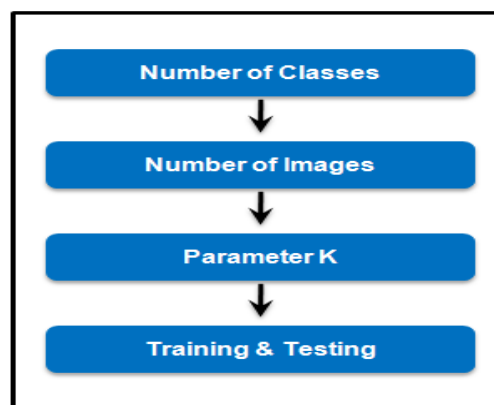 Number of Classes
Number of Images
Parameter K
Training & Testing